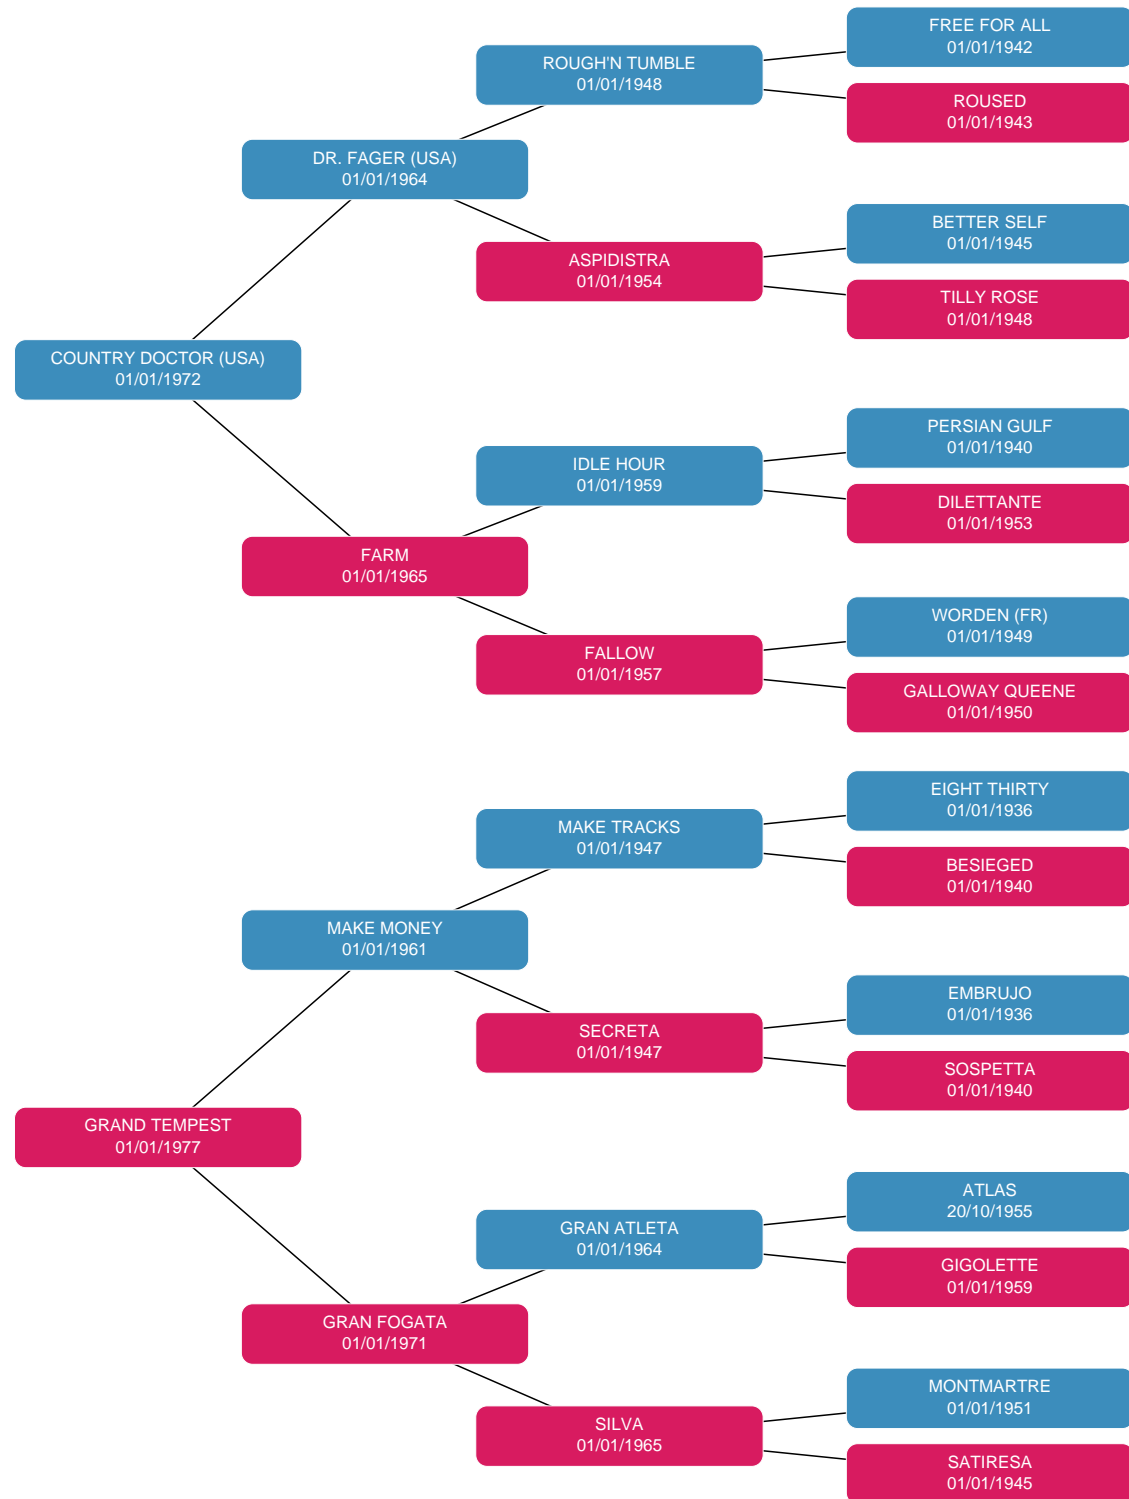 FREE FOR ALL
01/01/1942
ROUGH'N TUMBLE
01/01/1948
ROUSED
01/01/1943
DR. FAGER (USA)
01/01/1964
BETTER SELF
01/01/1945
ASPIDISTRA
01/01/1954
TILLY ROSE
01/01/1948
COUNTRY DOCTOR (USA)
01/01/1972
PERSIAN GULF
01/01/1940
IDLE HOUR
01/01/1959
DILETTANTE
01/01/1953
FARM
01/01/1965
WORDEN (FR)
01/01/1949
FALLOW
01/01/1957
GALLOWAY QUEENE
01/01/1950
EIGHT THIRTY
01/01/1936
MAKE TRACKS
01/01/1947
BESIEGED
01/01/1940
MAKE MONEY
01/01/1961
EMBRUJO
01/01/1936
SECRETA
01/01/1947
SOSPETTA
01/01/1940
GRAND TEMPEST
01/01/1977
ATLAS
20/10/1955
GRAN ATLETA
01/01/1964
GIGOLETTE
01/01/1959
GRAN FOGATA
01/01/1971
MONTMARTRE
01/01/1951
SILVA
01/01/1965
SATIRESA
01/01/1945